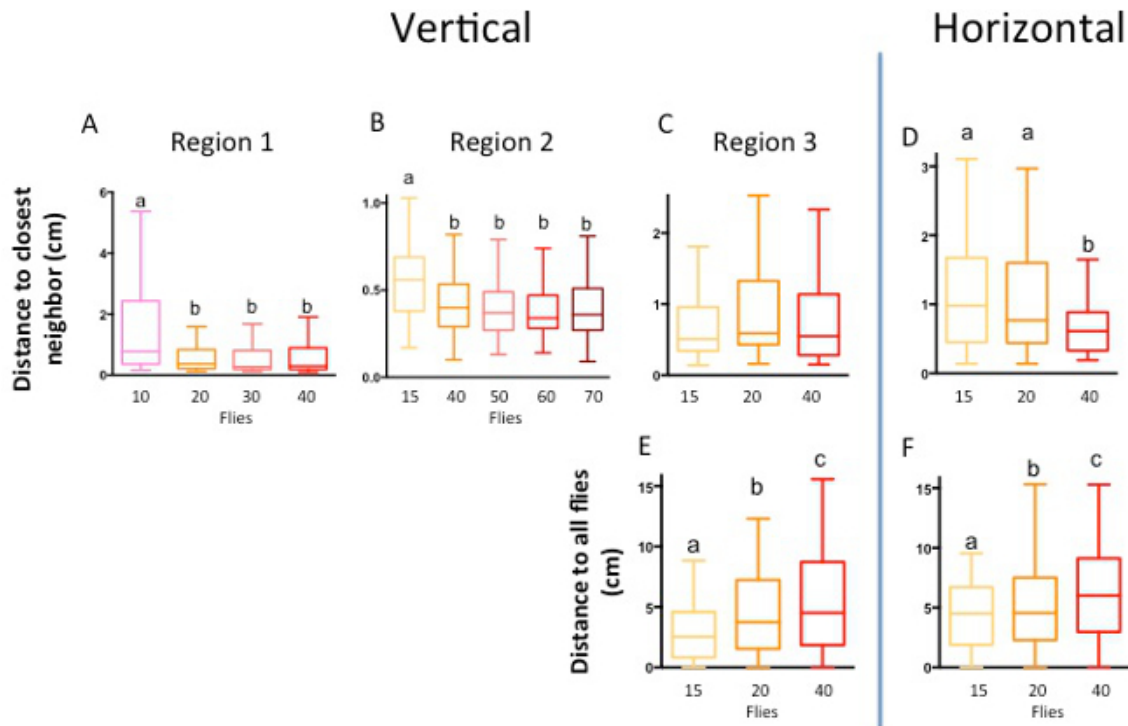 Vertical
Horizontal
A
Region 1
B
Region 2
C
Region 3
D
Distance to closest
neighbor (cm)
6
4
2
0
a
b
b
b
10 20 30 40
Flies
1.0
0.5
0.0
a
b
b
b
b
15 40 50 60 70
Flies
2
1
0
15 20 40
3
2
1
0
a
a
b
15 20 40
E
Distance to all flies
(cm)
15
10
5
0
a
b
c
15 20 40
Flies
F
15
10
5
0
a
b
c
15 20 40
Flies